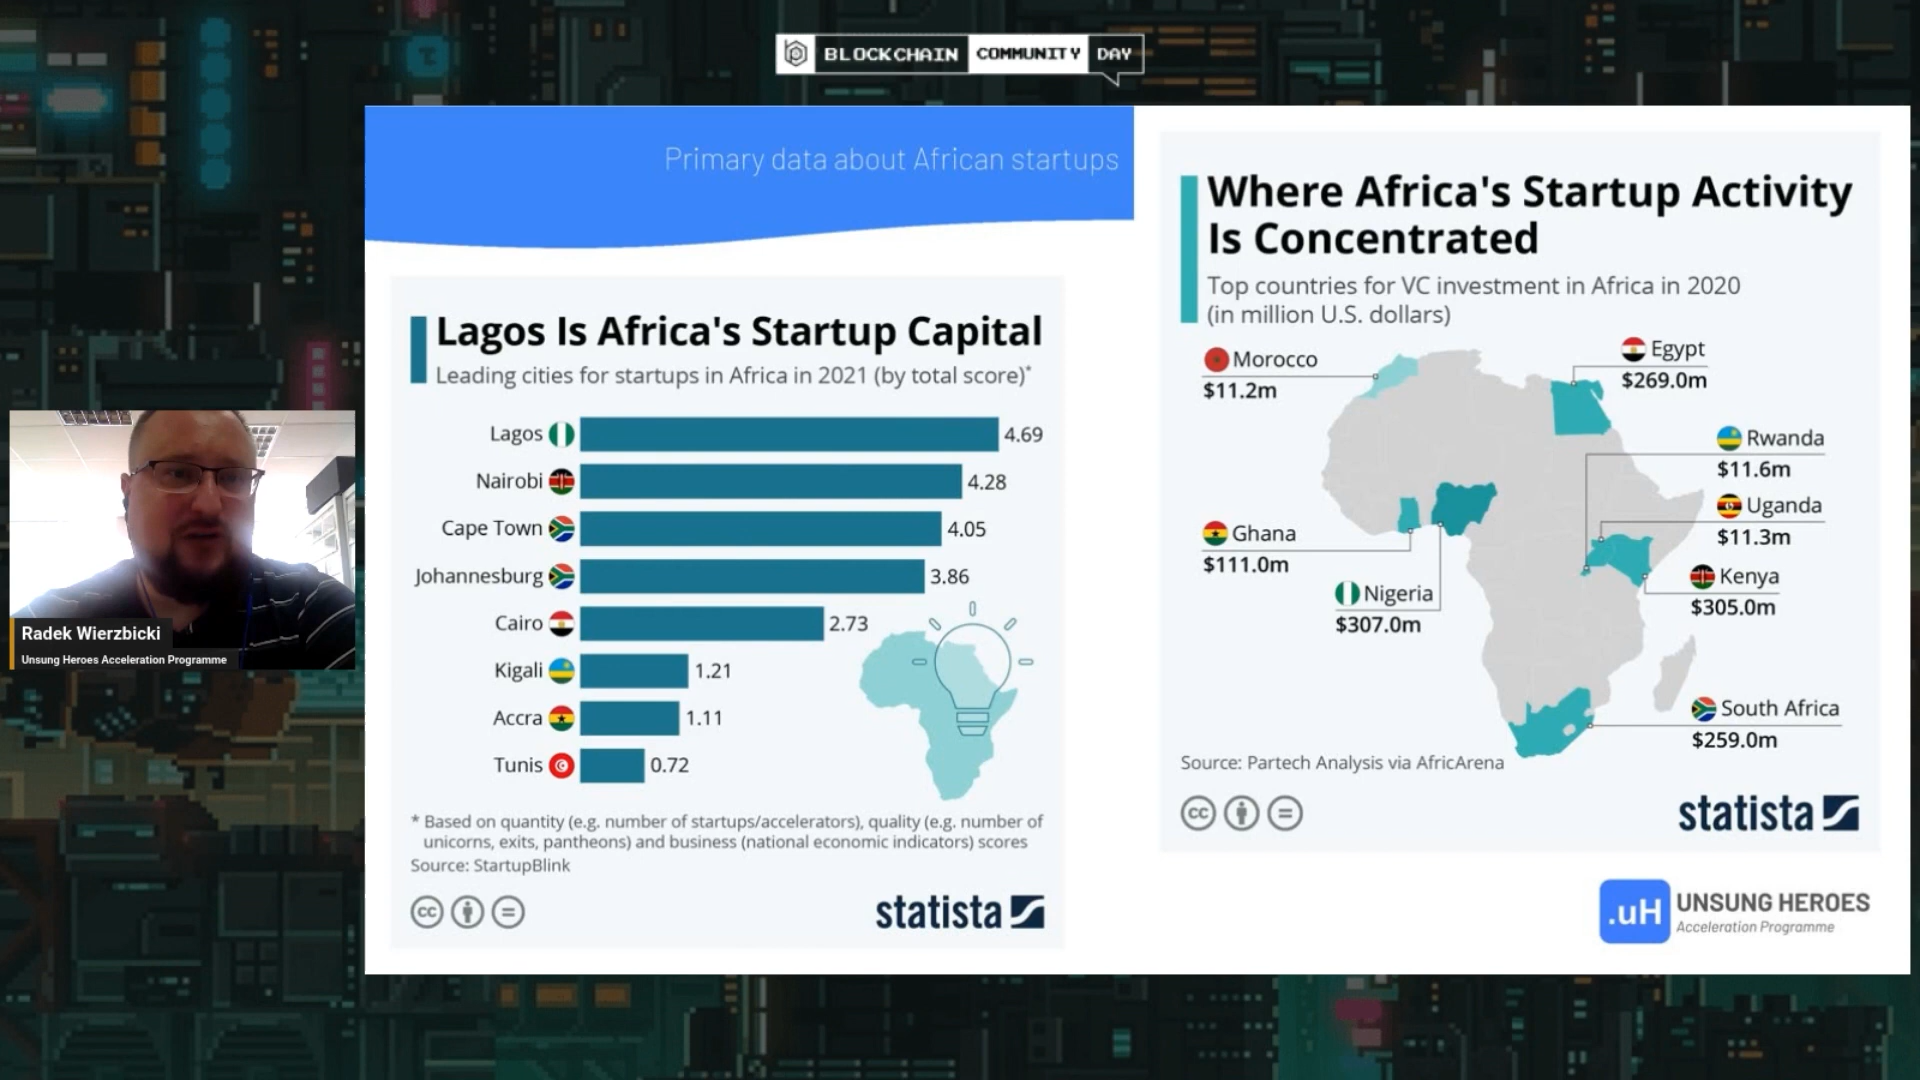 BLOCKCHAIN COMMUNITY DAY
Primary data about African startups
Lagos Is Africa's Startup Capital
Leading cities for startups in Africa in 2021 (by total score)*
Lagos 4.69
Nairobi 4.28
Cape Town 4.05
Johannesburg 3.86
Cairo 2.73
Kigali 1.21
Accra 1.11
Tunis 0.72
* Based on quantity (e.g. number of startups/accelerators), quality (e.g. number of
unicorns, exits, pantheons) and business (national economic indicators) scores
Source: StartupBlink
cc =
statista
Where Africa's Startup Activity
Is Concentrated
Top countries for VC investment in Africa in 2020
(in million U.S. dollars)
Morocco
$11.2m
Egypt
$269.0m
Rwanda
$11.6m
Uganda
$11.3m
Ghana
$111.0m
Kenya
$305.0m
Nigeria
$307.0m
South Africa
$259.0m
Source: Partech Analysis via AfricArena
cc =
statista
.uH UNSUNG HEROES
Acceleration Programme
Radek Wierzbicki
Unsung Heroes Acceleration Programme